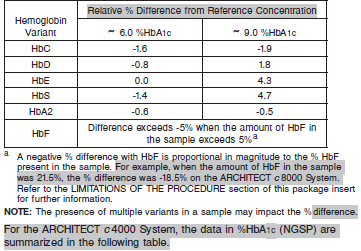 Hemoglobin Variant Relative % Difference from Reference Concentration
~ 6.0 %HbA1c ~ 9.0 %HbA1c
HbC -1.6 -1.9
HbD -0.8 1.8
HbE 0.0 4.3
HbS -1.4 4.7
HbA2 -0.6 -0.5
HbF Difference exceeds -5% when the amount of HbF in
the sample exceeds 5%a
a A negative % difference with HbF is proportional in magnitude to the % HbF
present in the sample. For example, when the amount of HbF in the sample
was 21.5%, the % difference was -18.5% on the ARCHITECT c8000 System.
Refer to the LIMITATIONS OF THE PROCEDURE section of this package insert
for further information.
NOTE: The presence of multiple variants in a sample may impact the % difference.
For the ARCHITECT c4000 System, the data in %HbA1c (NGSP) are
summarized in the following table.